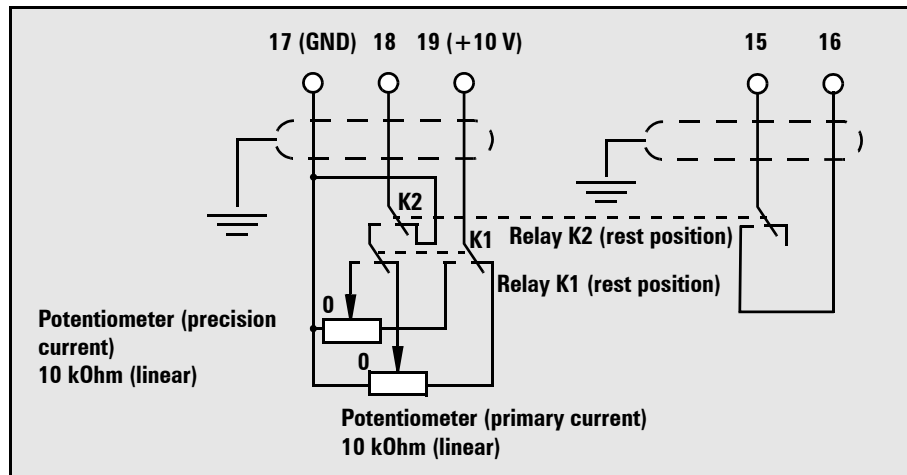 17 (GND) 18 19 (+10 V) 15 16
K2
K1
Relay K2 (rest position)
Relay K1 (rest position)
0
Potentiometer (precision
current)
10 kOhm (linear)
0
Potentiometer (primary current)
10 kOhm (linear)